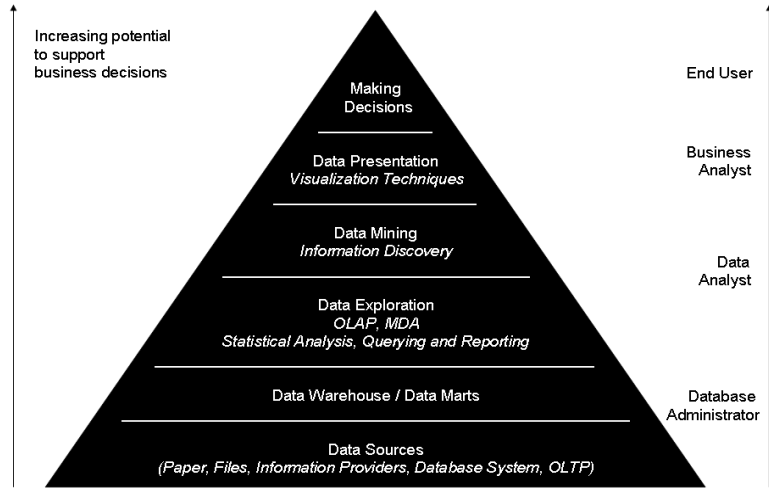 Increasing potential
to support
business decisions
End User
Making
Decisions
Business
Analyst
Data Presentation
Visualization Techniques
Data Mining
Information Discovery
Data
Analyst
Data Exploration
OLAP, MDA
Statistical Analysis, Querying and Reporting
Data Warehouse / Data Marts
Database
Administrator
Data Sources
(Paper, Files, Information Providers, Database System, OLTP)